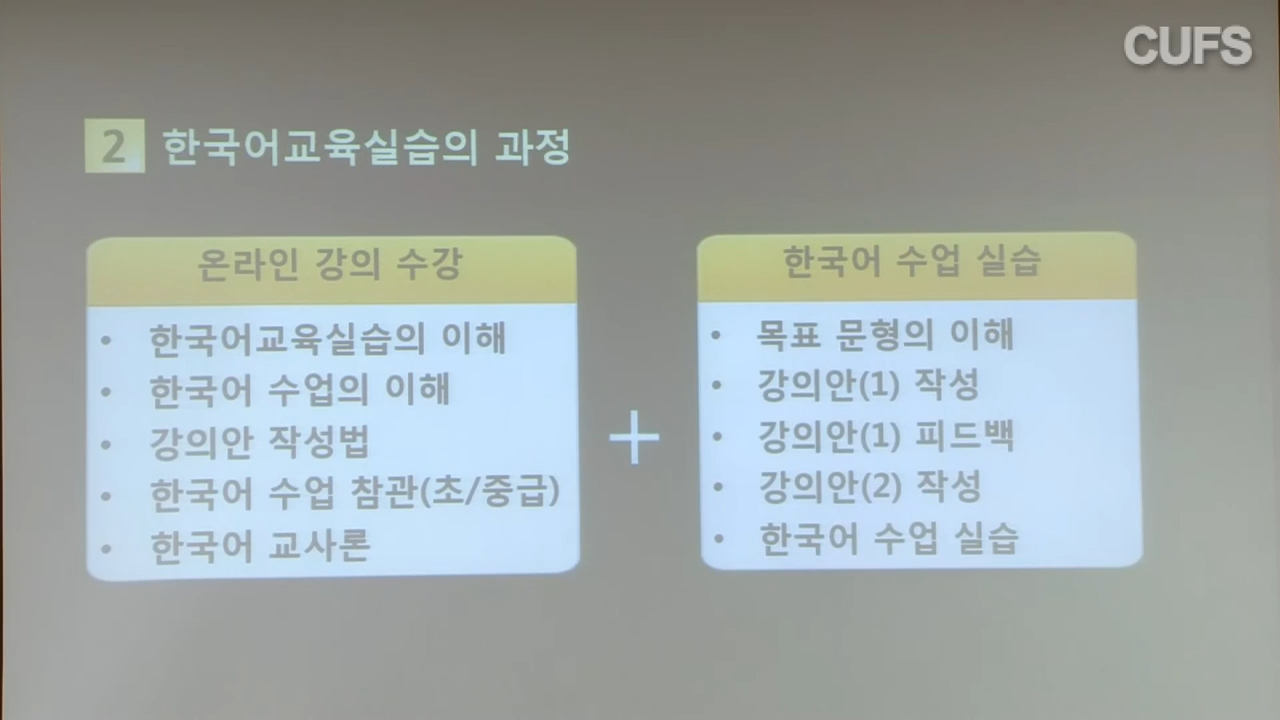 CUFS
2 한국어교육실습의 과정
온라인 강의 수강
• 한국어교육실습의 이해
• 한국어 수업의 이해
• 강의안 작성법
• 한국어 수업 참관(초/중급)
• 한국어 교사론
+
한국어 수업 실습
• 목표 문형의 이해
• 강의안(1) 작성
• 강의안(1) 피드백
• 강의안(2) 작성
• 한국어 수업 실습